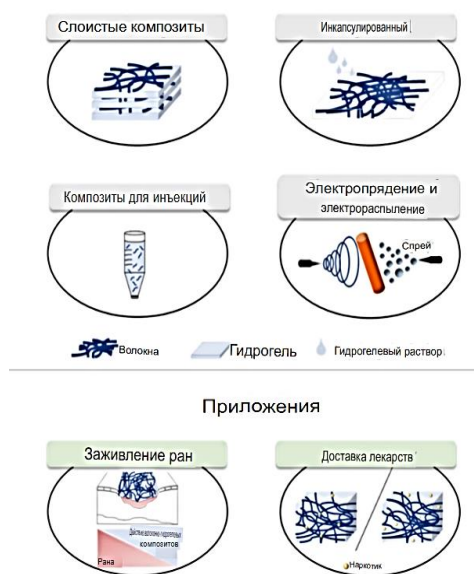 Слоистые композиты
Инкапсулированный
Композиты для инъекций
Электропрядение и
электрораспыление
Спрей
Волокна
Гидрогель
Гидрогелевый раствор
Приложения
Заживление ран
Доставка лекарств
композитов
Рана
Наркотик